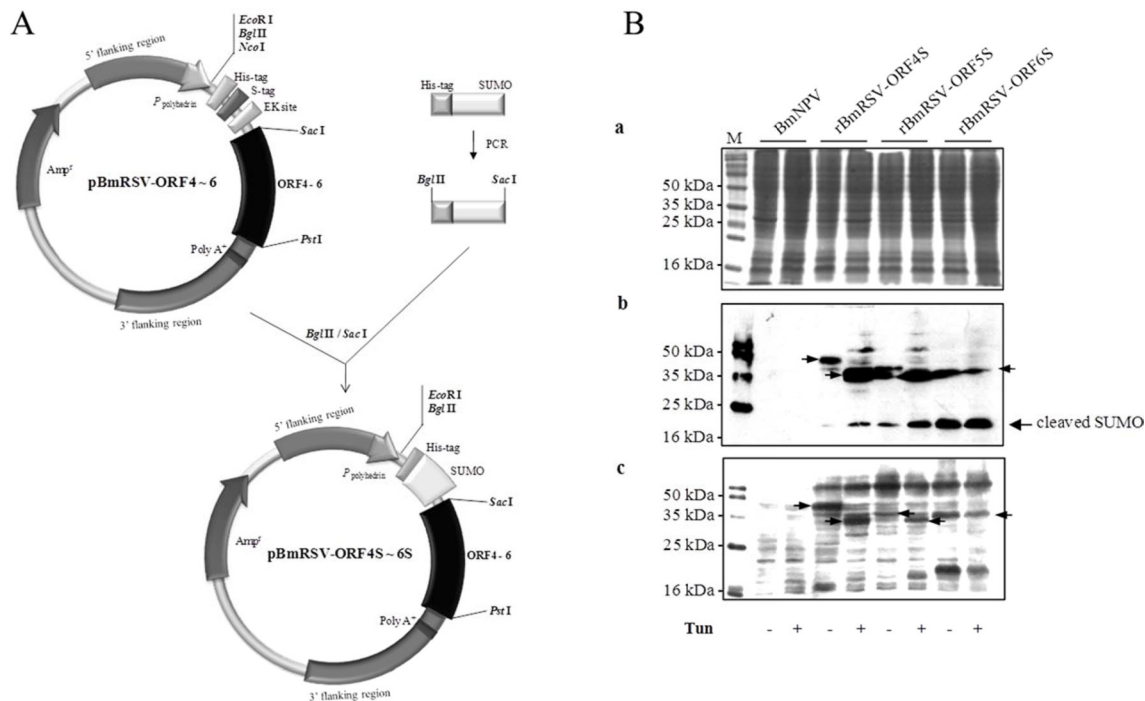 A
EcoR I
Bgl II
Nco I
5' flanking region
His-tag
S-tag
EK site
P polyhedrin
Sac I
Amp^r
pBmRSV-ORF4 ~ 6
ORF4 - 6
Poly A+
Pst I
3' flanking region
His-tag SUMO
PCR
Bgl II Sac I
Bgl II / Sac I
EcoR I
Bgl II
5' flanking region
His-tag
SUMO
P polyhedrin
Sac I
Amp^r
pBmRSV-ORF4S ~ 6S
ORF4 - 6
Poly A+
Pst I
3' flanking region
B
BmNPV
rBmRSV-ORF4S
rBmRSV-ORF5S
rBmRSV-ORF6S
a
M
50 kDa
35 kDa
25 kDa
16 kDa
b
50 kDa
35 kDa
25 kDa
16 kDa
cleaved SUMO
c
50 kDa
35 kDa
25 kDa
16 kDa
Tun - + - + - + - +